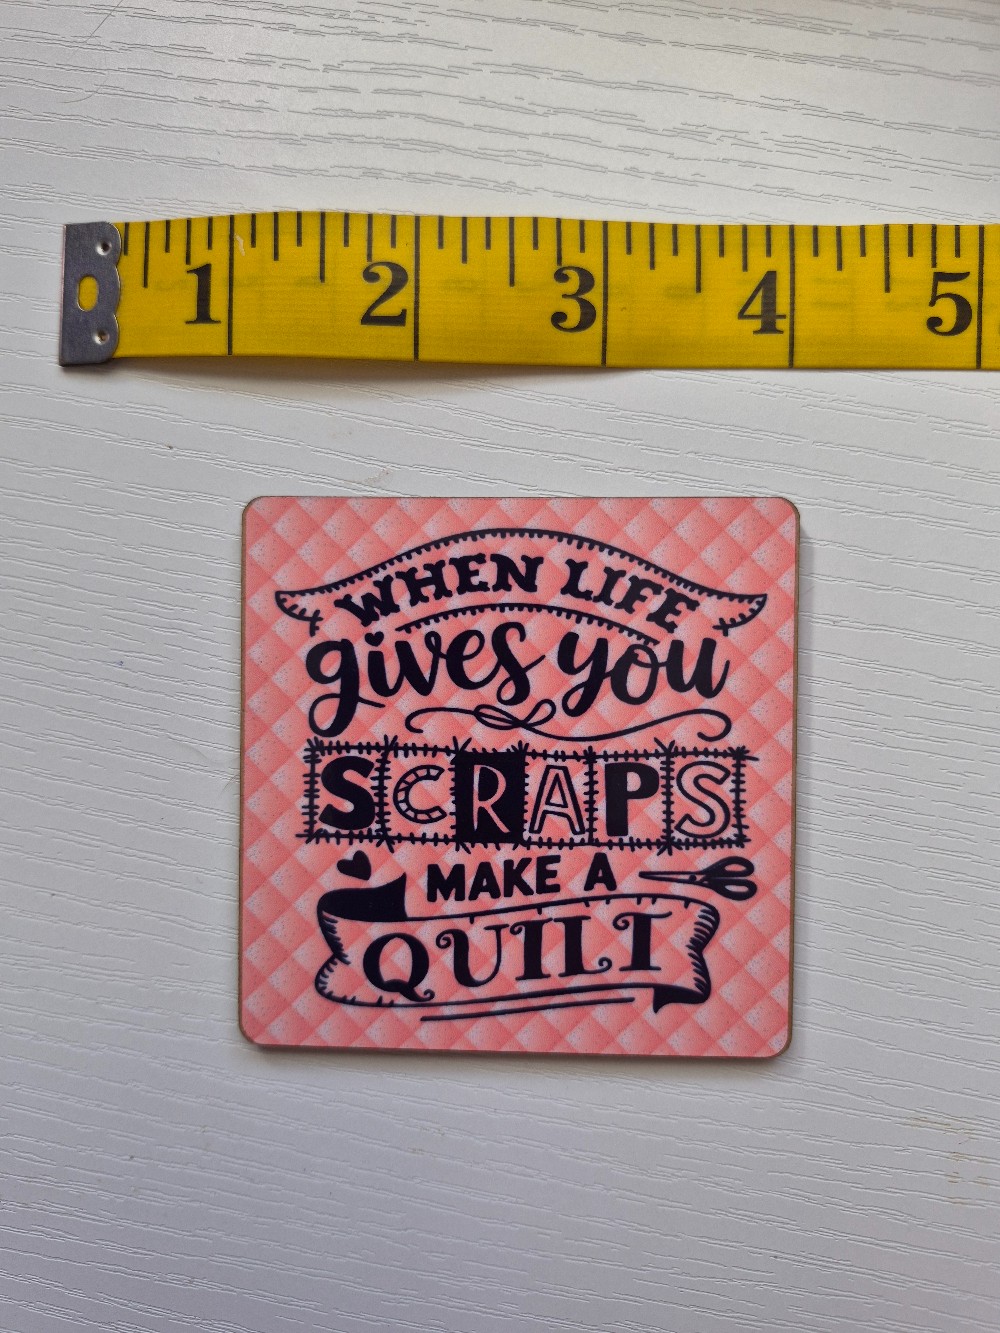 1 2 3 4 5
WHEN LIFE
gives you
SCRAPS
MAKE A
QUILT